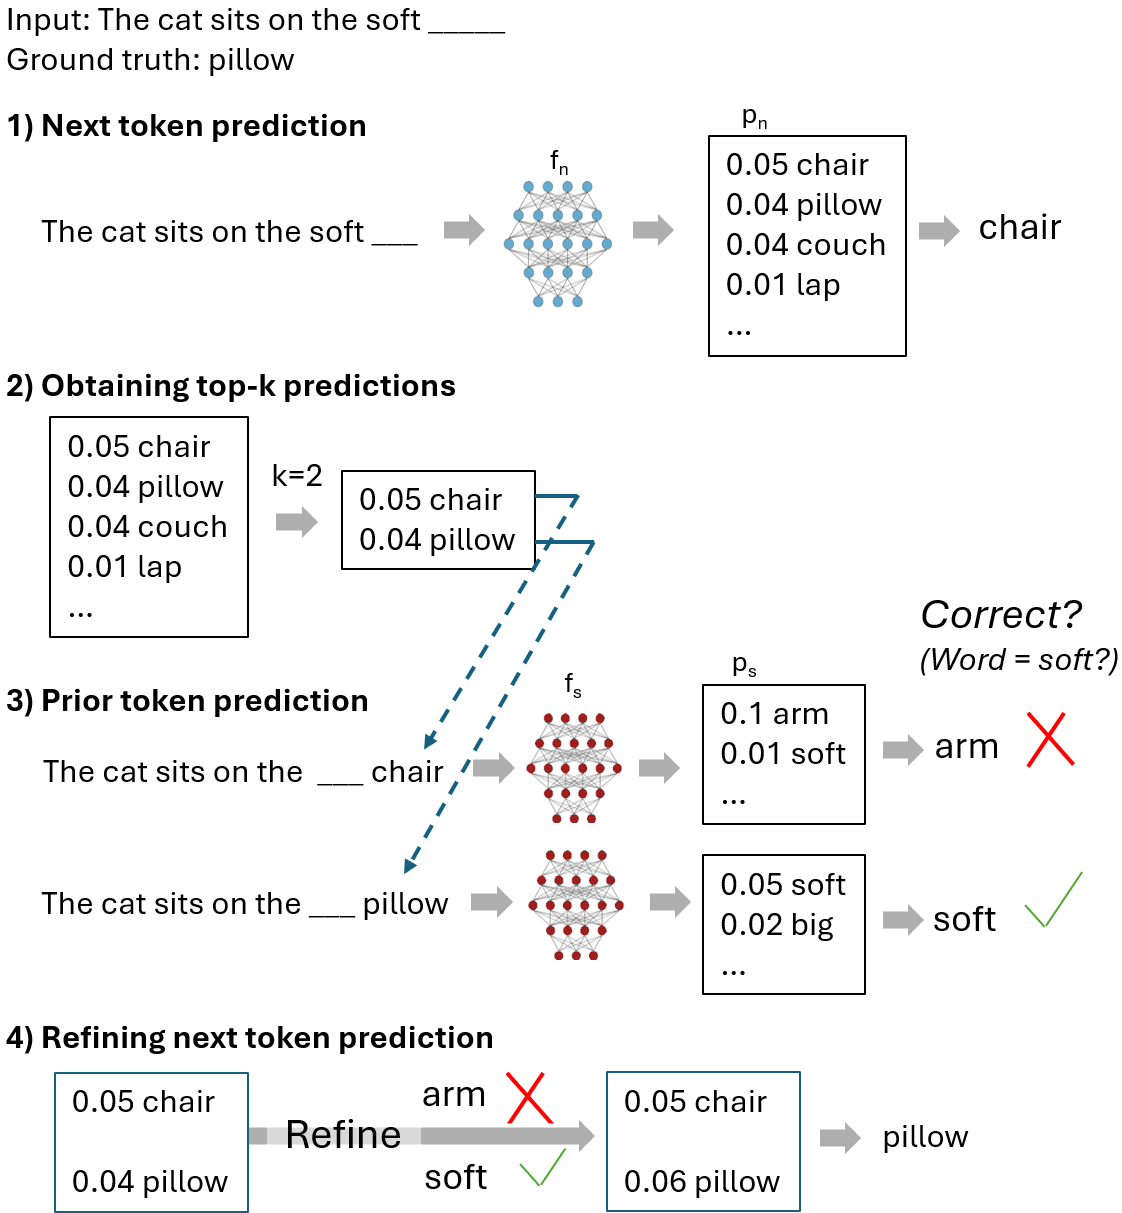 Input: The cat sits on the soft _____
Ground truth: pillow
1) Next token prediction
The cat sits on the soft ___
fn
pn
0.05 chair
0.04 pillow
0.04 couch
0.01 lap
...
chair
2) Obtaining top-k predictions
0.05 chair
0.04 pillow
0.04 couch
0.01 lap
...
k=2
0.05 chair
0.04 pillow
Correct?
(Word = soft?)
3) Prior token prediction
fs
ps
The cat sits on the ___ chair
0.1 arm
0.01 soft
...
arm
The cat sits on the ___ pillow
0.05 soft
0.02 big
...
soft
4) Refining next token prediction
0.05 chair
0.04 pillow
arm
Refine
soft
0.05 chair
0.06 pillow
pillow